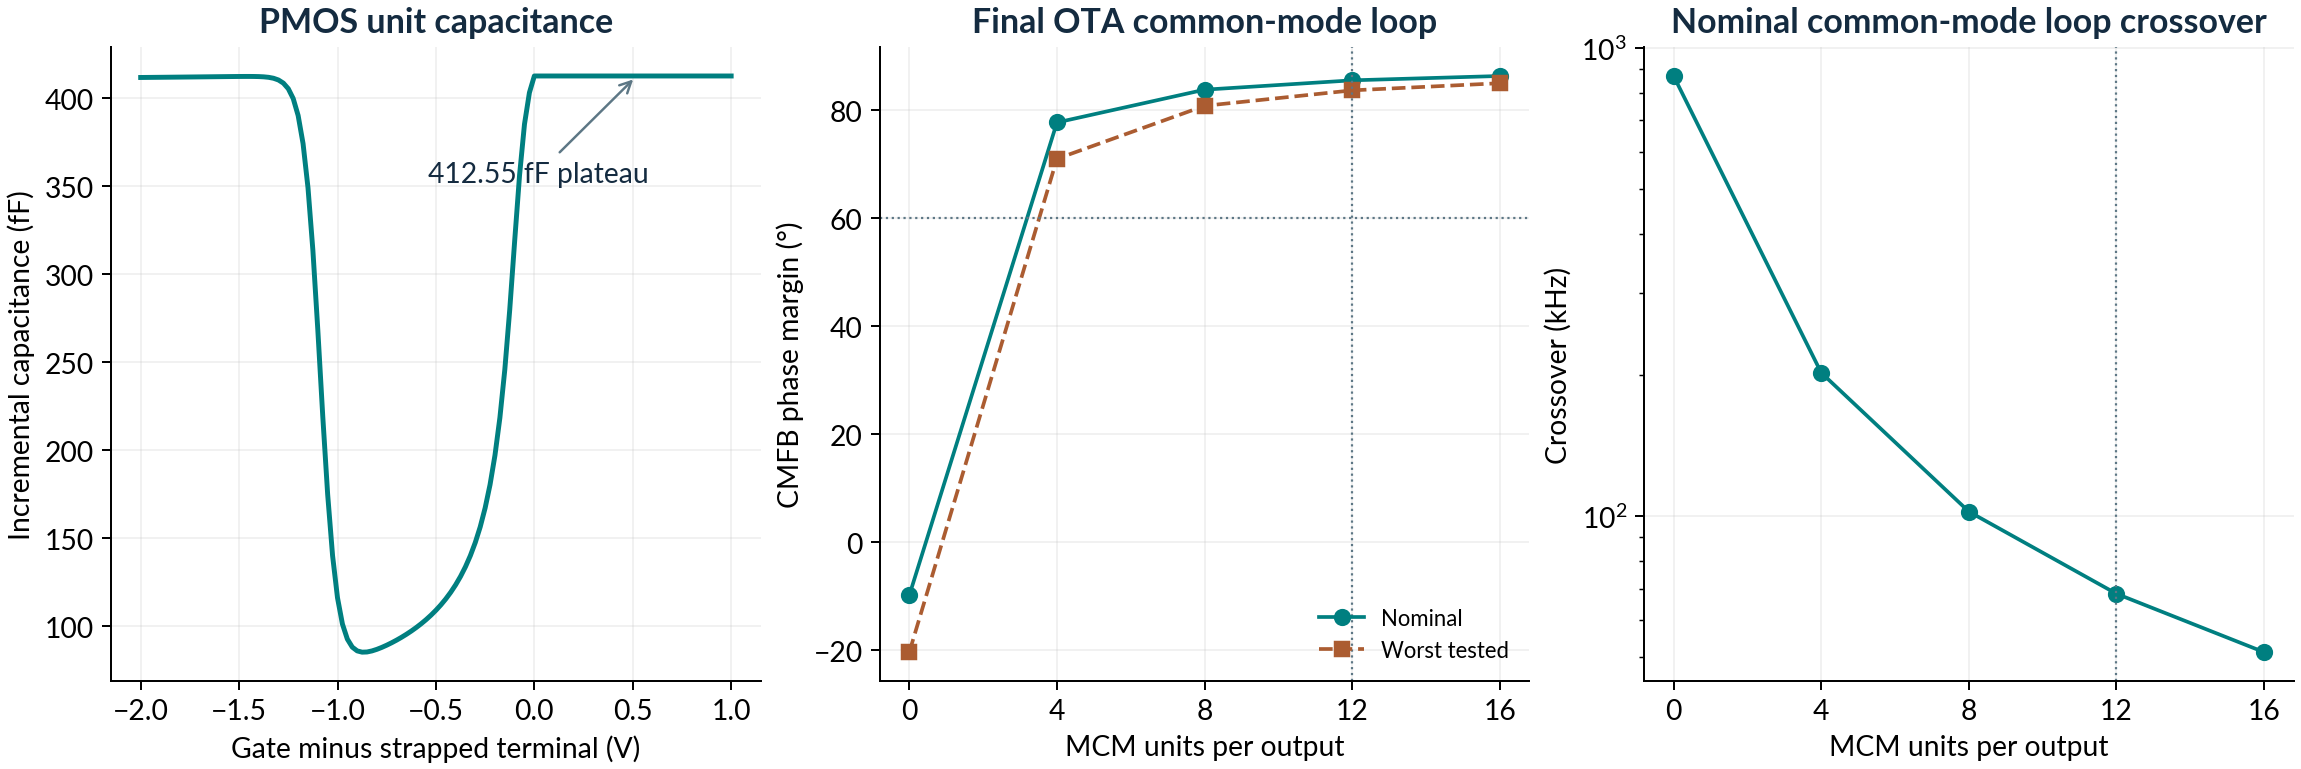 PMOS unit capacitance
Incremental capacitance (fF)
400
350
300
250
200
150
100
412.55 fF plateau
−2.0 −1.5 −1.0 −0.5 0.0 0.5 1.0
Gate minus strapped terminal (V)
Final OTA common-mode loop
CMFB phase margin (°)
80
60
40
20
0
−20
Nominal
Worst tested
0 4 8 12 16
MCM units per output
Nominal common-mode loop crossover
Crossover (kHz)
10³
10²
0 4 8 12 16
MCM units per output